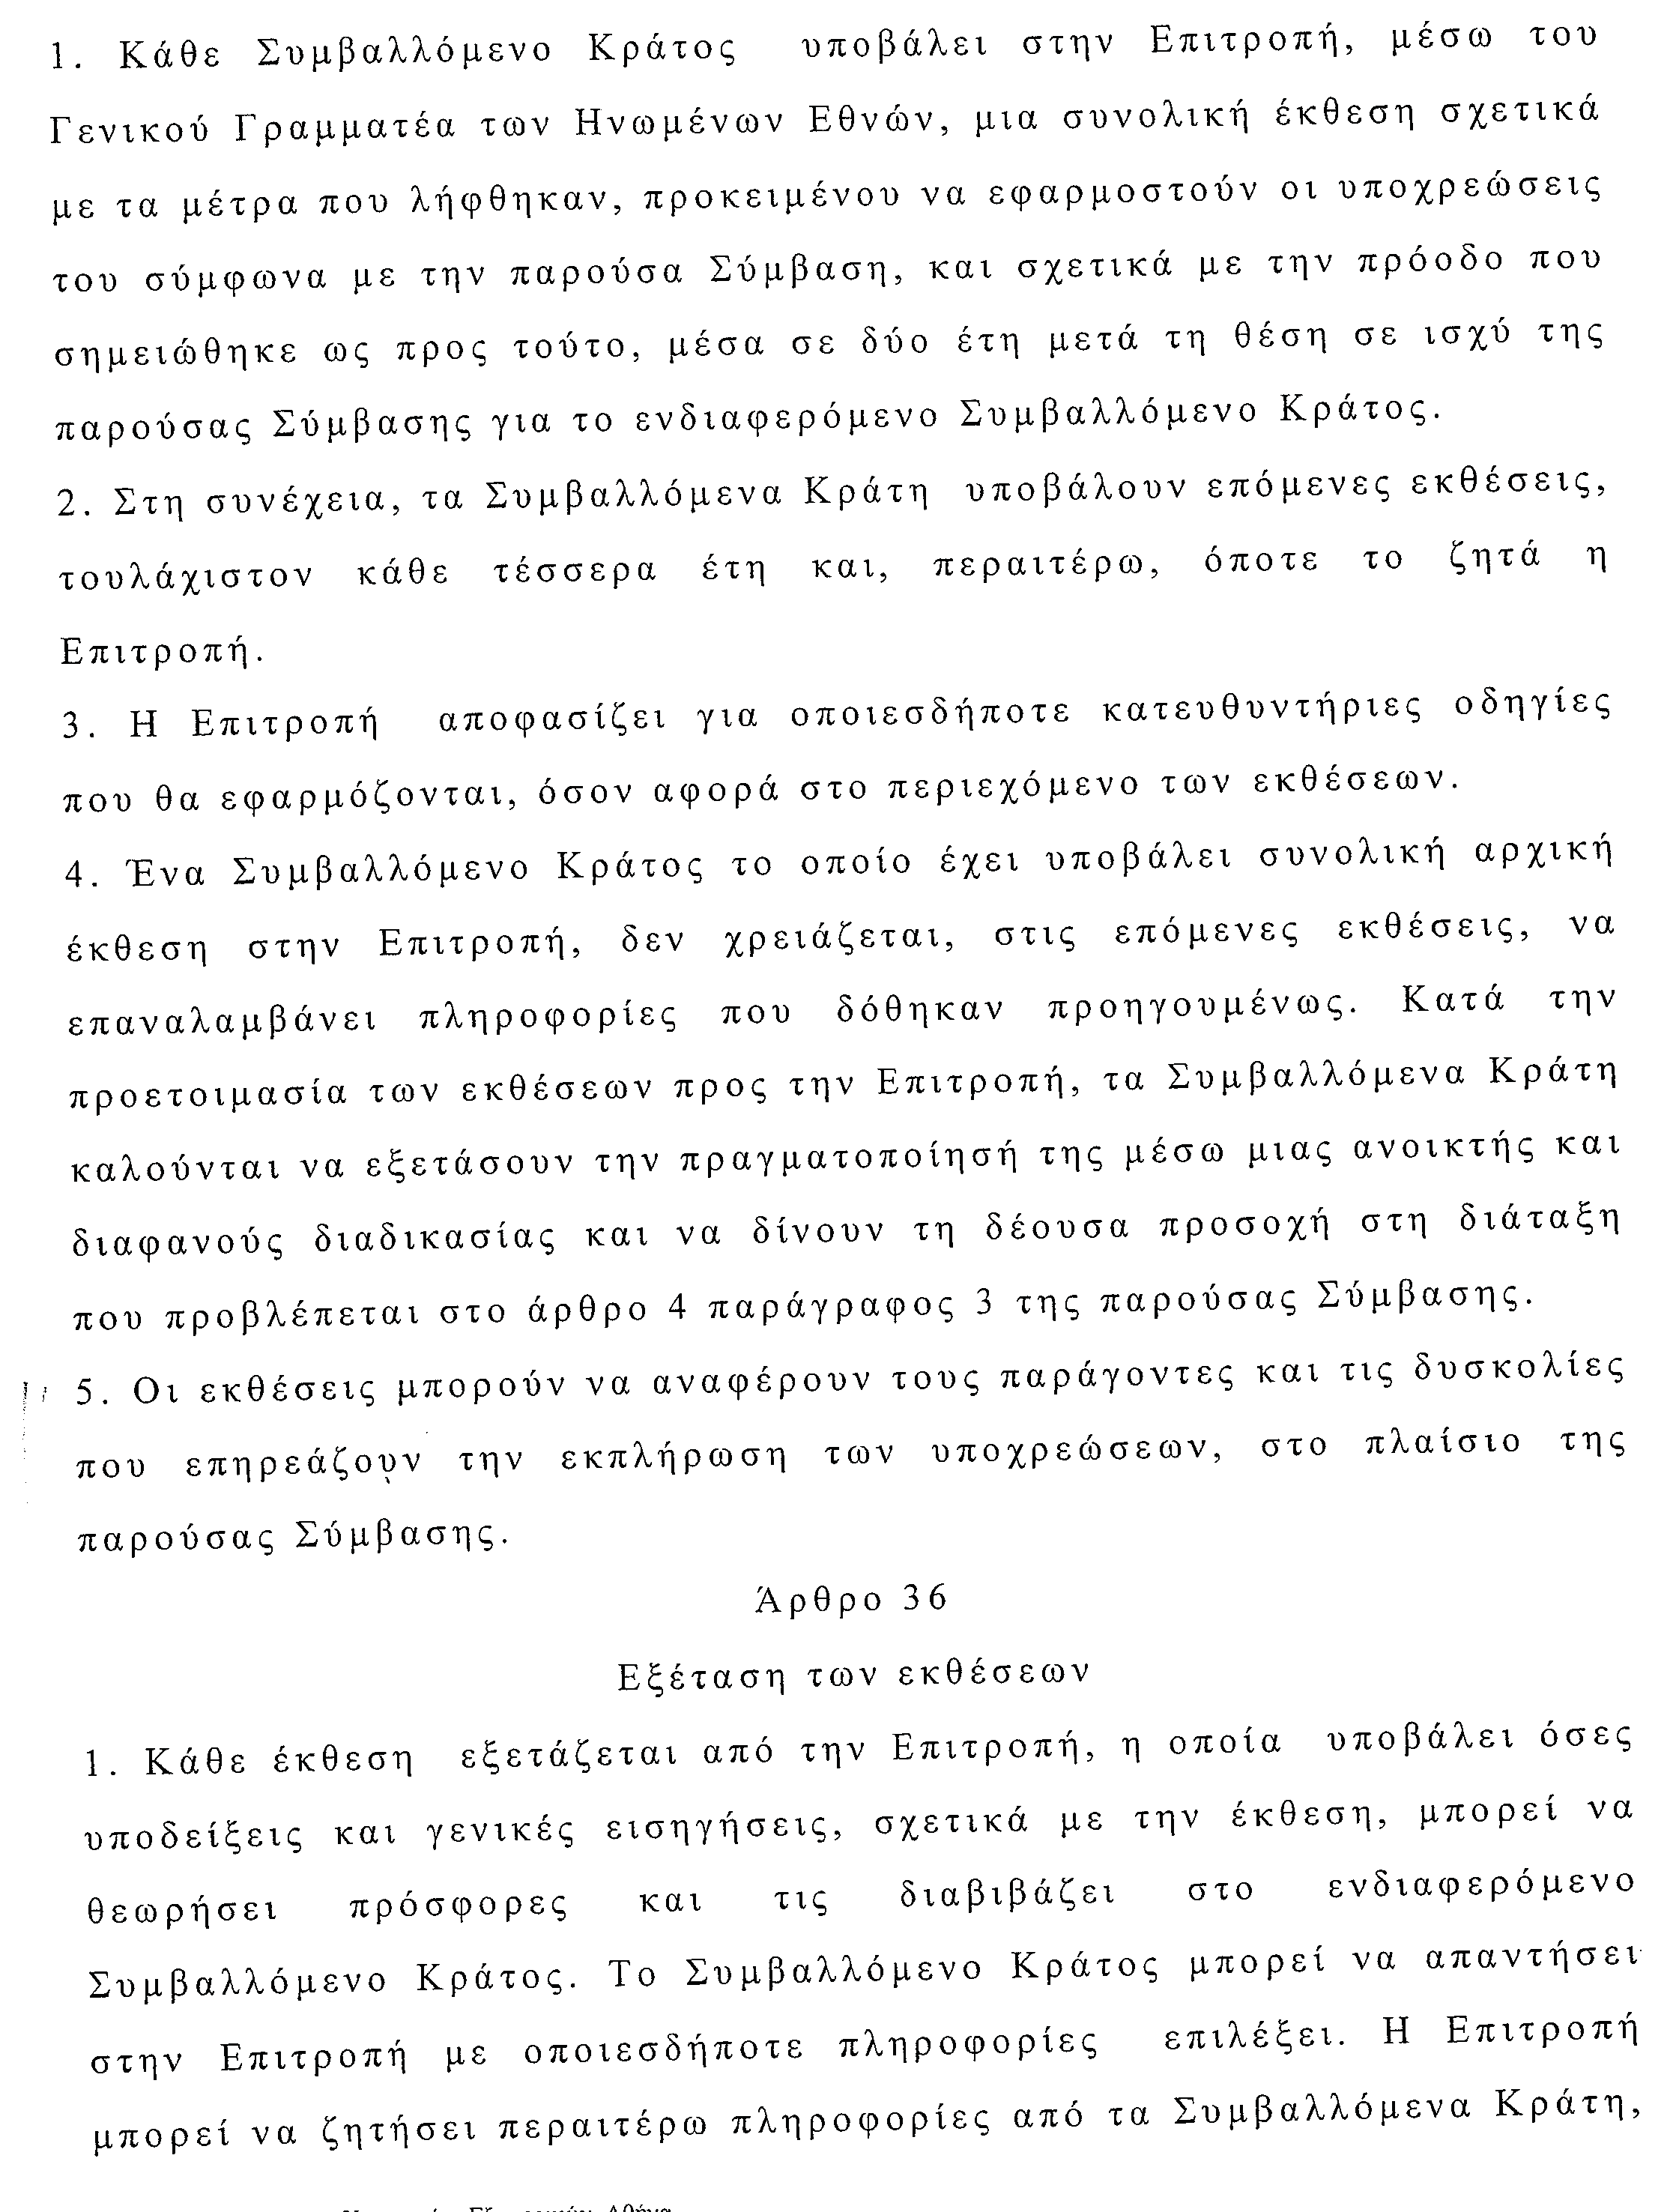 1. Κάθε Συμβαλλόμενο Κράτος υποβάλει στην Επιτροπή, μέσω του
Γενικού Γραμματέα των Ηνωμένων Εθνών, μια συνολική έκθεση σχετικά
με τα μέτρα που λήφθηκαν, προκειμένου να εφαρμοστούν οι υποχρεώσεις
του σύμφωνα με την παρούσα Σύμβαση, και σχετικά με την πρόοδο που
σημειώθηκε ως προς τούτο, μέσα σε δύο έτη μετά τη θέση σε ισχύ της
παρούσας Σύμβασης για το ενδιαφερόμενο Συμβαλλόμενο Κράτος.
2. Στη συνέχεια, τα Συμβαλλόμενα Κράτη υποβάλουν επόμενες εκθέσεις,
τουλάχιστον κάθε τέσσερα έτη και, περαιτέρω, όποτε το ζητά η
Επιτροπή.
3. Η Επιτροπή αποφασίζει για οποιεσδήποτε κατευθυντήριες οδηγίες
που θα εφαρμόζονται, όσον αφορά στο περιεχόμενο των εκθέσεων.
4. Ένα Συμβαλλόμενο Κράτος το οποίο έχει υποβάλει συνολική αρχική
έκθεση στην Επιτροπή, δεν χρειάζεται, στις επόμενες εκθέσεις, να
επαναλαμβάνει πληροφορίες που δόθηκαν προηγουμένως. Κατά την
προετοιμασία των εκθέσεων προς την Επιτροπή, τα Συμβαλλόμενα Κράτη
καλούνται να εξετάσουν την πραγματοποίησή της μέσω μιας ανοικτής και
διαφανούς διαδικασίας και να δίνουν τη δέουσα προσοχή στη διάταξη
που προβλέπεται στο άρθρο 4 παράγραφος 3 της παρούσας Σύμβασης.
5. Οι εκθέσεις μπορούν να αναφέρουν τους παράγοντες και τις δυσκολίες
που επηρεάζουν την εκπλήρωση των υποχρεώσεων, στο πλαίσιο της
παρούσας Σύμβασης.
Άρθρο 36
Εξέταση των εκθέσεων
1. Κάθε έκθεση εξετάζεται από την Επιτροπή, η οποία υποβάλει όσες
υποδείξεις και γενικές εισηγήσεις, σχετικά με την έκθεση, μπορεί να
θεωρήσει πρόσφορες και τις διαβιβάζει στο ενδιαφερόμενο
Συμβαλλόμενο Κράτος. Το Συμβαλλόμενο Κράτος μπορεί να απαντήσει
στην Επιτροπή με οποιεσδήποτε πληροφορίες επιλέξει. Η Επιτροπή
μπορεί να ζητήσει περαιτέρω πληροφορίες από τα Συμβαλλόμενα Κράτη,